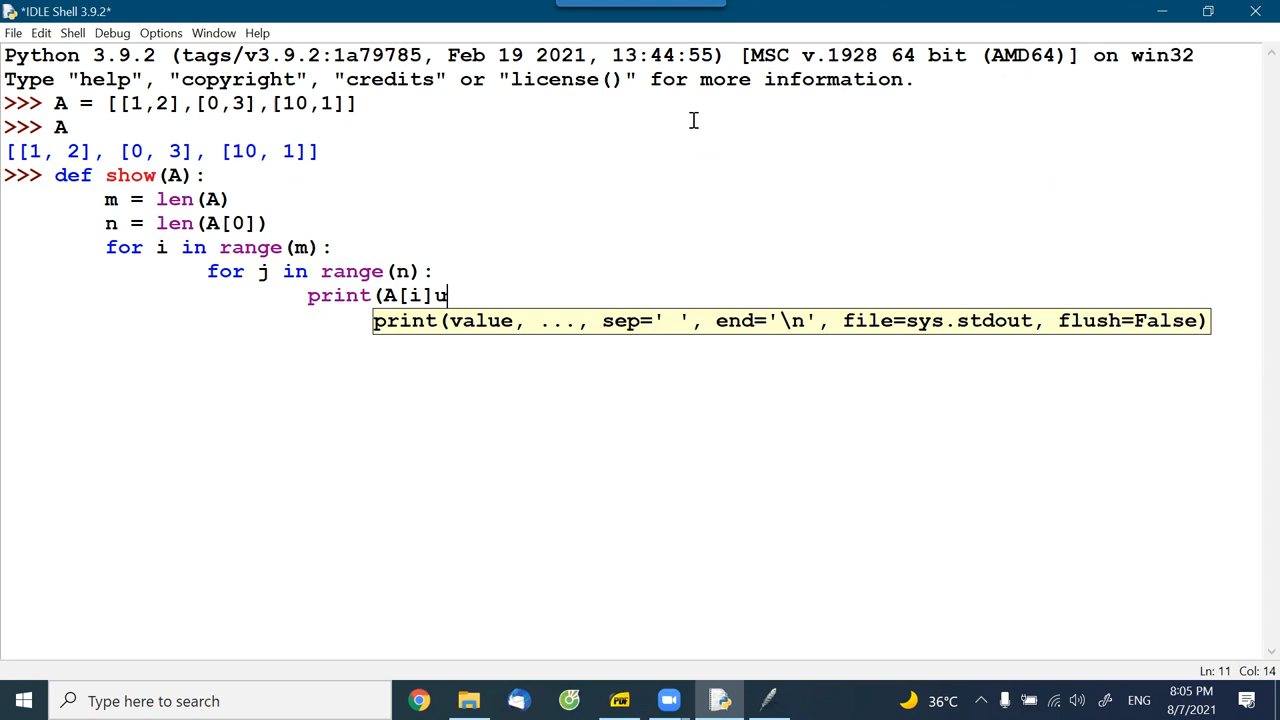 *IDLE Shell 3.9.2*
File Edit Shell Debug Options Window Help
Python 3.9.2 (tags/v3.9.2:1a79785, Feb 19 2021, 13:44:55) [MSC v.1928 64 bit (AMD64)] on win32
Type "help", "copyright", "credits" or "license()" for more information.
>>> A = [[1,2],[0,3],[10,1]]
>>> A
[[1, 2], [0, 3], [10, 1]]
>>> def show(A):
m = len(A)
n = len(A[0])
for i in range(m):
for j in range(n):
print(A[i]u
print(value, ..., sep=' ', end='\n', file=sys.stdout, flush=False)
Ln: 11 Col: 14
Type here to search
PDF
36°C
ENG
8:05 PM
8/7/2021